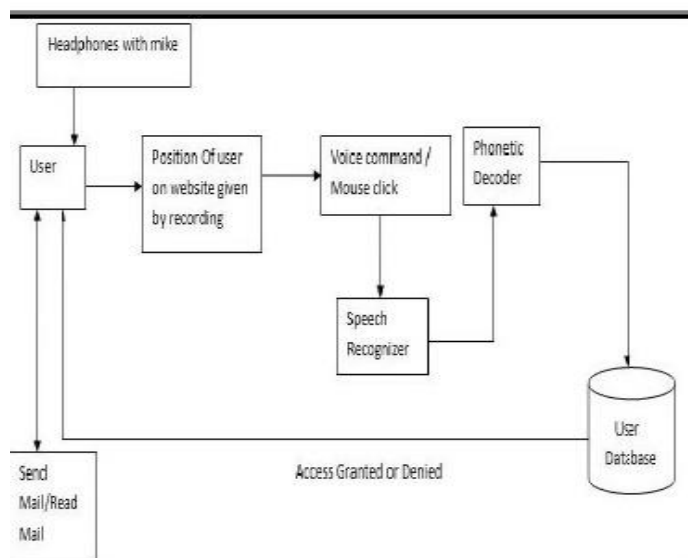 Headphones with mike
User
Position Of user
on website given
by recording
Voice command /
Mouse click
Phonetic
Decoder
Speech
Recognizer
User
Database
Access Granted or Denied
Send
Mail/Read
Mail